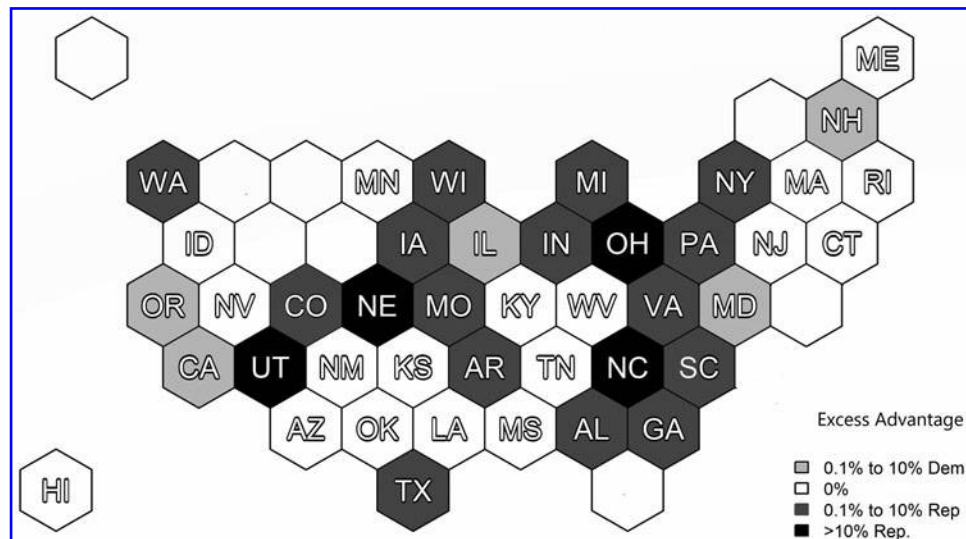 ME
NH
WA MN WI MI NY MA RI
ID IA IL IN OH PA NJ CT
OR NV CO NE MO KY WV VA MD
CA UT NM KS AR TN NC SC
AZ OK LA MS AL GA
Excess Advantage
HI TX
0.1% to 10% Dem
0%
0.1% to 10% Rep
>10% Rep.